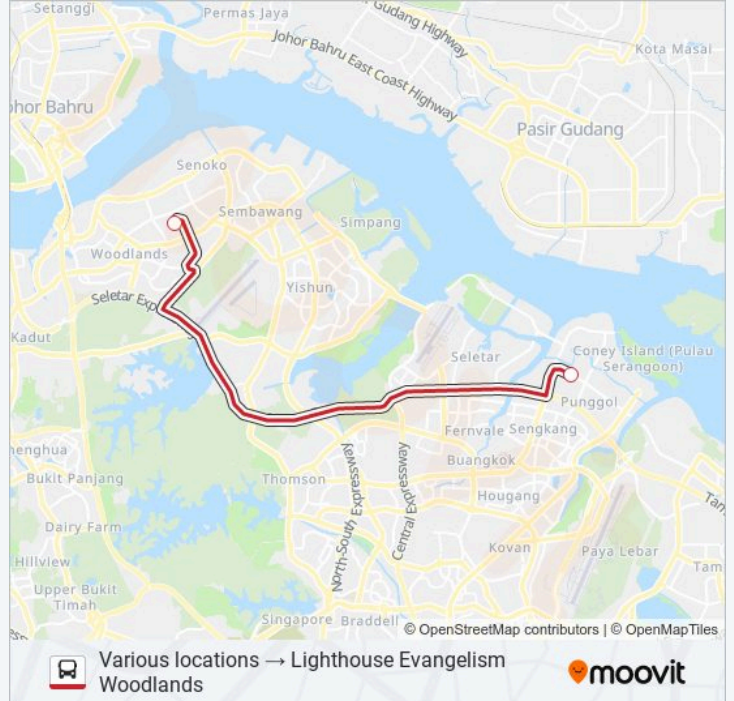 Setanggi
Permas Jaya
Gudang Highway
Kota Masai
Johor Bahru East Coast Highway
ohor Bahru
Pasir Gudang
Senoko
Sembawang
Simpang
Woodlands
Yishun
Seletar Exp
Kadut
Seletar
Coney Island (Pulau
Serangoon)
Punggol
Fernvale
Sengkang
Buangkok
nenghua
Bukit Panjang
Thomson
North-South Expressway
Central Expressway
Hougang
Tam
Dairy Farm
Kovan
Paya Lebar
Hillview
Tam
Upper Bukit
Timah
Singapore
Braddell
© OpenStreetMap contributors | © OpenMapTiles
Various locations → Lighthouse Evangelism
Woodlands
moovit